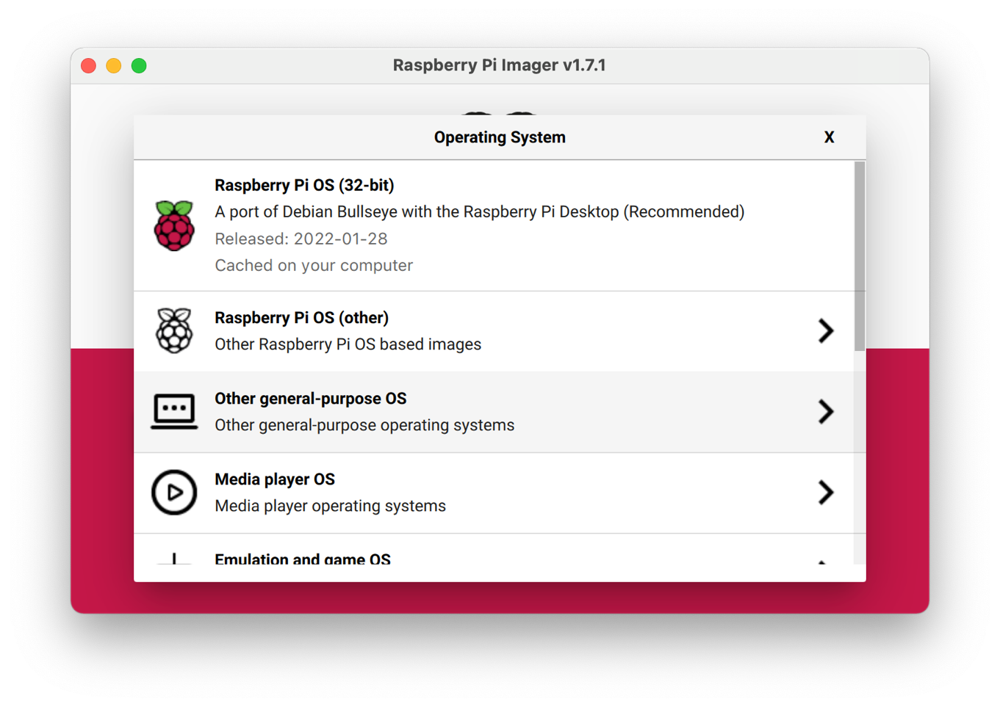 Raspberry Pi Imager v1.7.1
Operating System
X
Raspberry Pi OS (32-bit)
A port of Debian Bullseye with the Raspberry Pi Desktop (Recommended)
Released: 2022-01-28
Cached on your computer
Raspberry Pi OS (other)
Other Raspberry Pi OS based images
Other general-purpose OS
Other general-purpose operating systems
Media player OS
Media player operating systems
Emulation and game OS